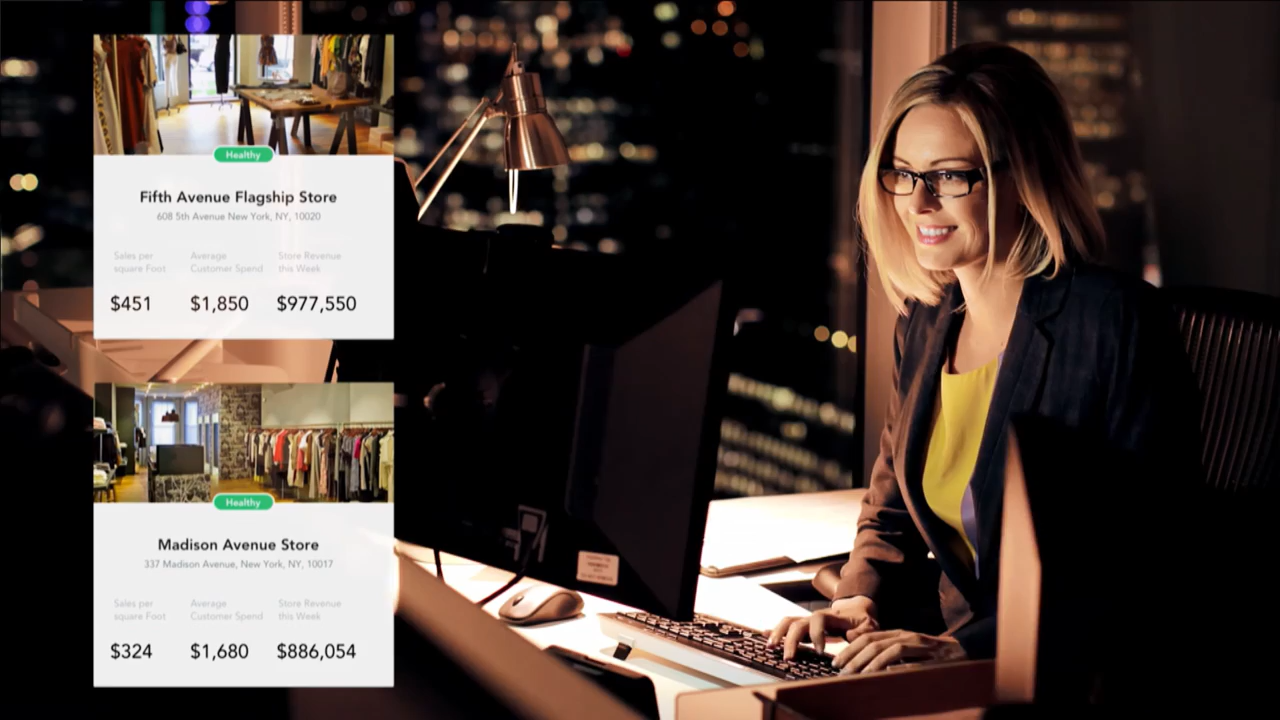 Healthy
Fifth Avenue Flagship Store
608 5th Avenue New York, NY, 10020
Sales per square Foot
Average Customer Spend
Store Revenue this Week
$451 $1,850 $977,550
Healthy
Madison Avenue Store
337 Madison Avenue, New York, NY, 10017
Sales per square Foot
Average Customer Spend
Store Revenue this Week
$324 $1,680 $886,054